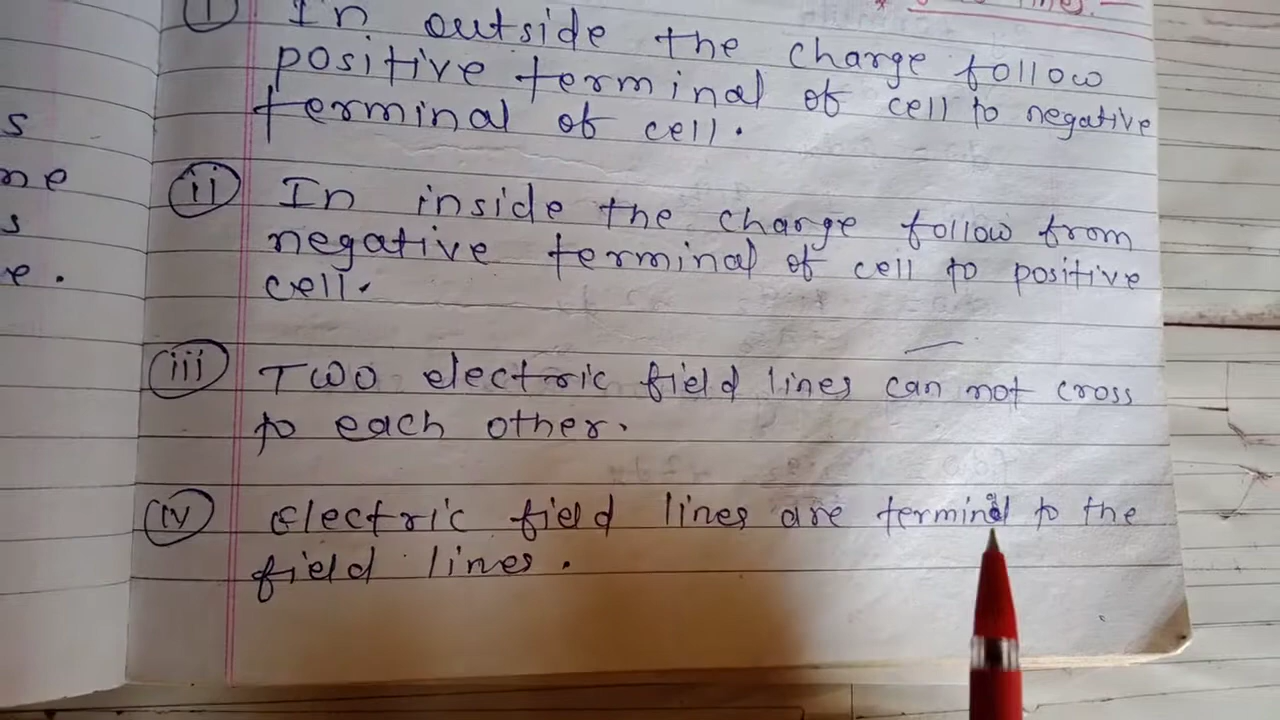 lines.
(i) In outside the charge follow
positive terminal of cell to negative
terminal of cell.
(ii) In inside the charge follow from
negative terminal of cell to positive
cell.
(iii) Two electric field lines can not cross
to each other.
(iv) Electric field lines are terminal to the
field lines.
s
ne
s
e.